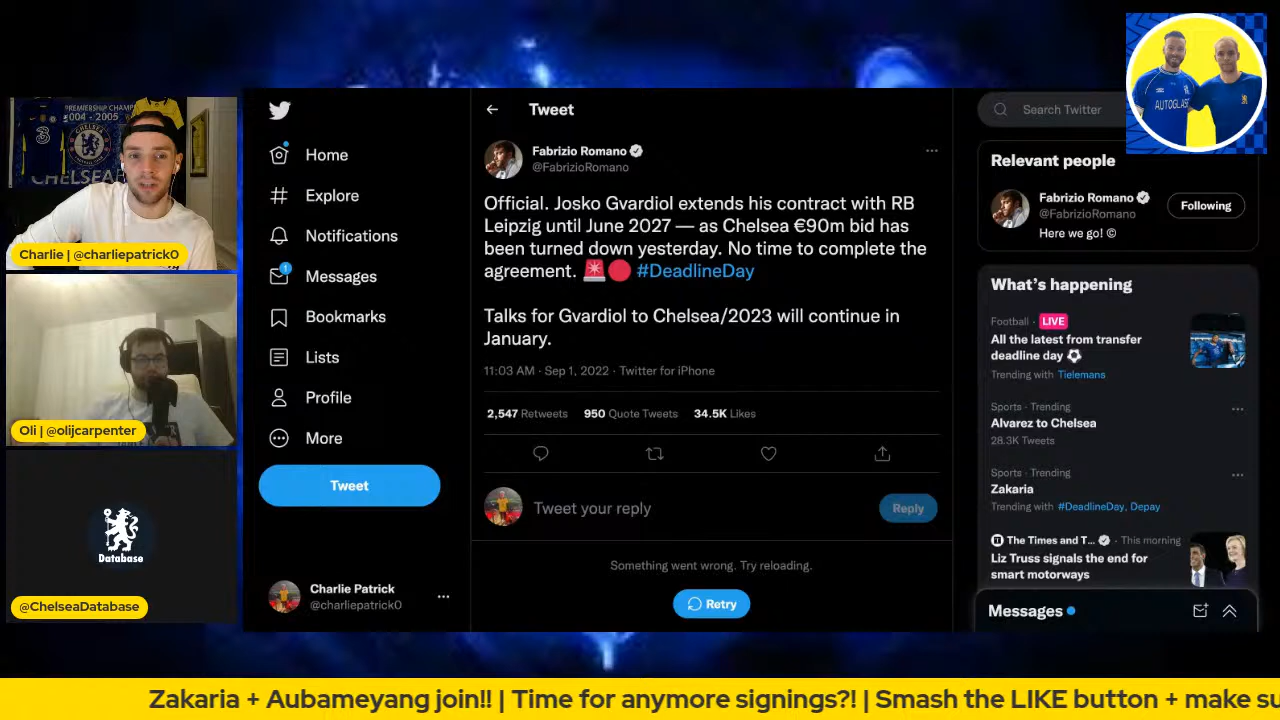 PREMIERSHIP CHAMP
2004 - 2005
CHELSEA
Charlie | @charliepatrick0
Oli | @olijcarpenter
Database
@ChelseaDatabase
Home
Explore
Notifications
1
Messages
Bookmarks
Lists
Profile
More
Tweet
Charlie Patrick
@charliepatrick0
Tweet
Fabrizio Romano
@FabrizioRomano
Official. Josko Gvardiol extends his contract with RB
Leipzig until June 2027 — as Chelsea €90m bid has
been turned down yesterday. No time to complete the
agreement. 🚨🔴 #DeadlineDay
Talks for Gvardiol to Chelsea/2023 will continue in
January.
11:03 AM · Sep 1, 2022 · Twitter for iPhone
2,547 Retweets 950 Quote Tweets 34.5K Likes
Tweet your reply
Reply
Something went wrong. Try reloading.
Retry
Search Twitter
AUTOGLASS
Relevant people
Fabrizio Romano
@FabrizioRomano
Following
Here we go! ©
What's happening
Football · LIVE
All the latest from transfer
deadline day ⚽
Trending with Tielemans
Sports · Trending
Alvarez to Chelsea
28.3K Tweets
Sports · Trending
Zakaria
Trending with #DeadlineDay, Depay
The Times and T... · This morning
Liz Truss signals the end for
smart motorways
Messages
Zakaria + Aubameyang join!! | Time for anymore signings?! | Smash the LIKE button + make su